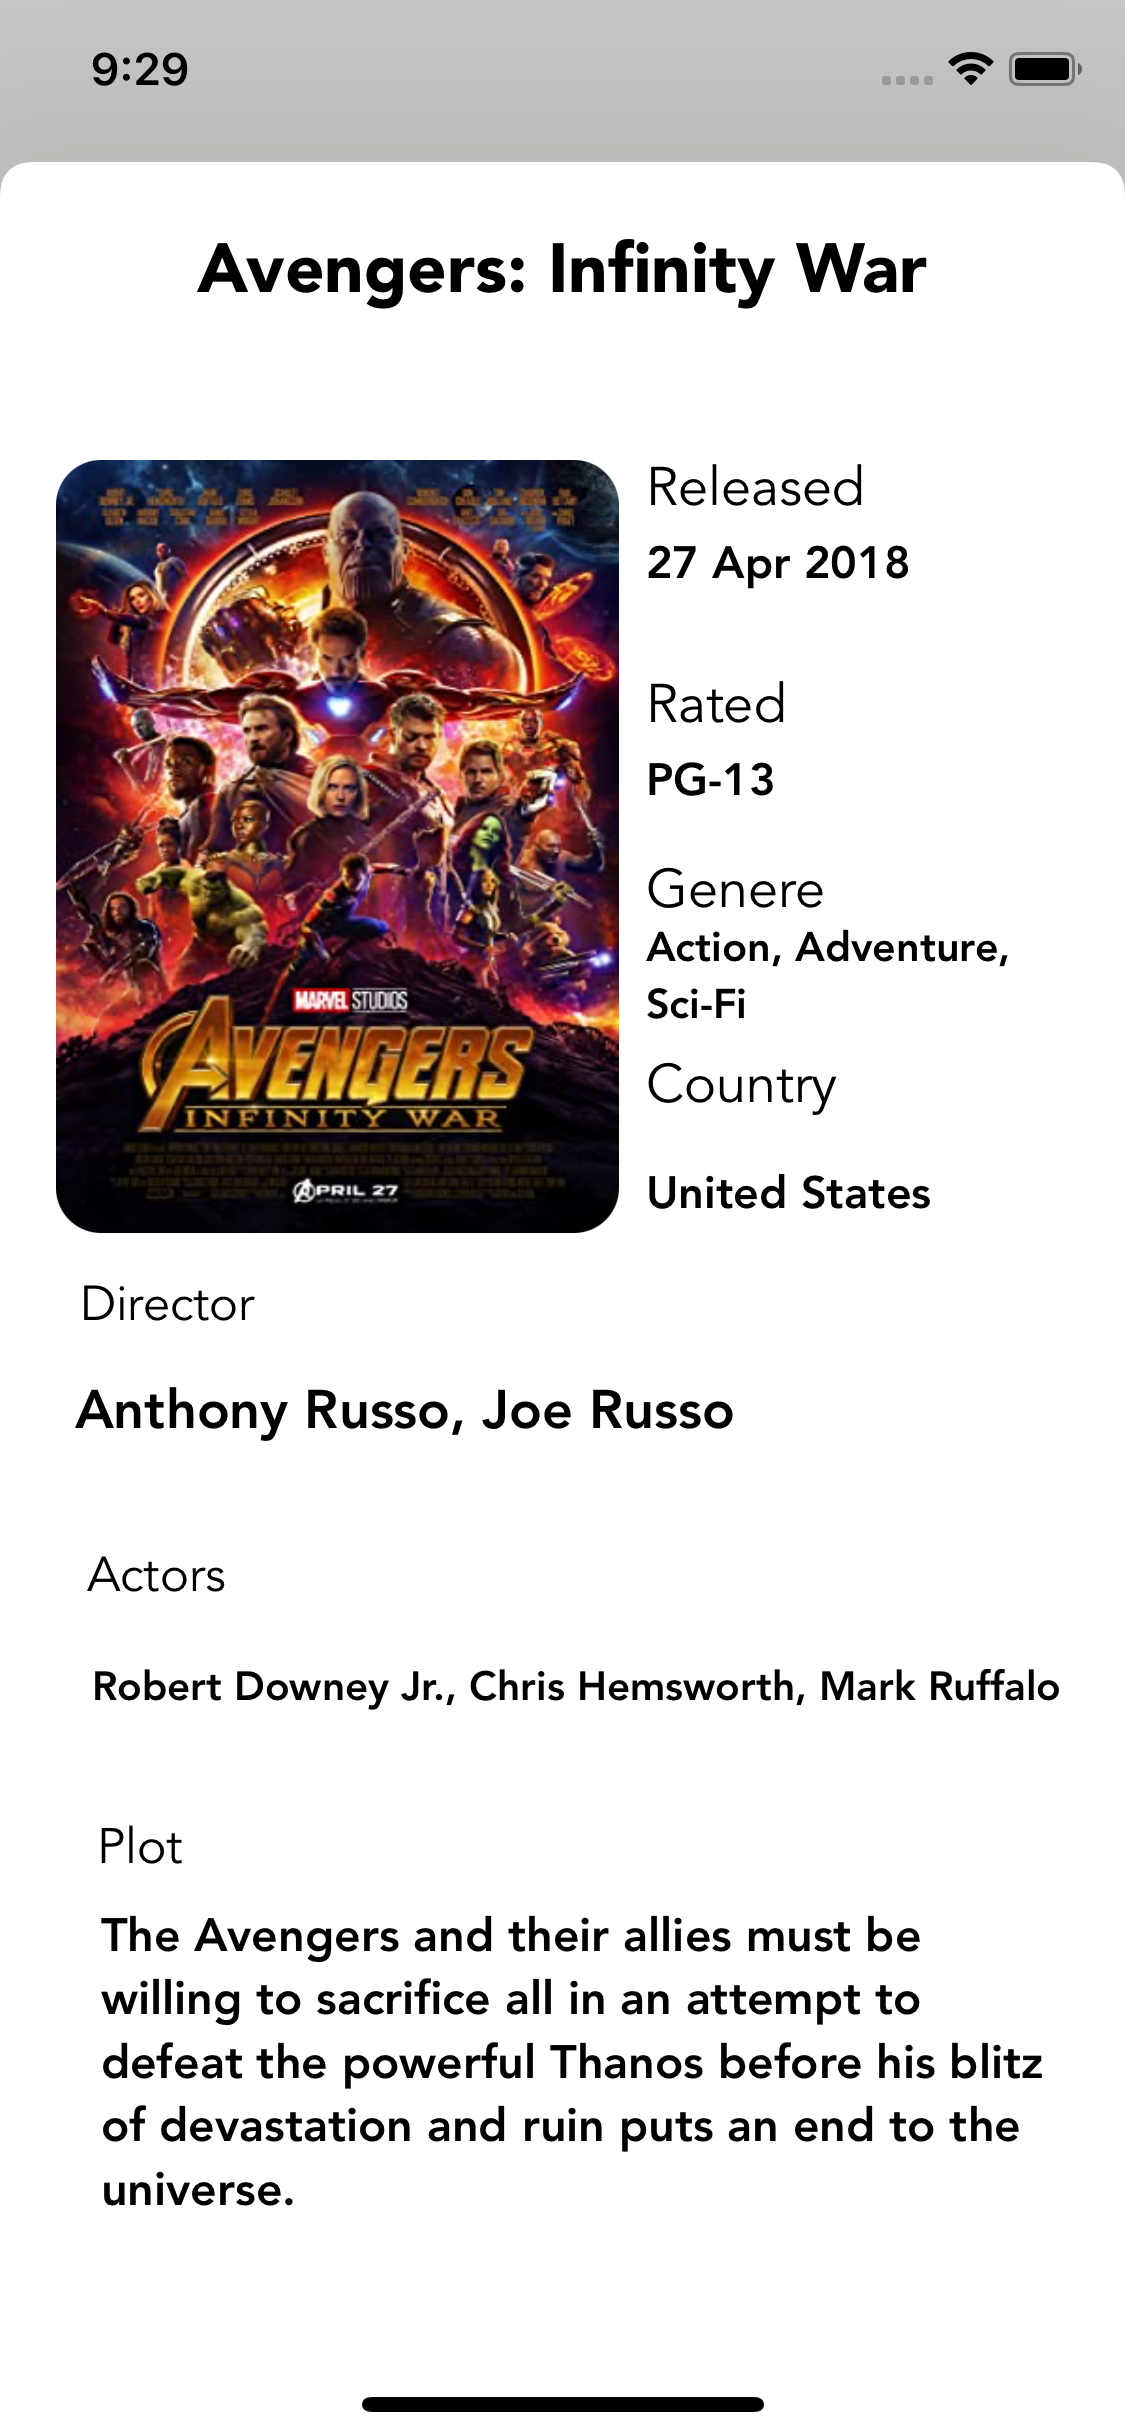 9:29
Avengers: Infinity War
MARVEL STUDIOS
AVENGERS
INFINITY WAR
APRIL 27
Released
27 Apr 2018
Rated
PG-13
Genere
Action, Adventure,
Sci-Fi
Country
United States
Director
Anthony Russo, Joe Russo
Actors
Robert Downey Jr., Chris Hemsworth, Mark Ruffalo
Plot
The Avengers and their allies must be
willing to sacrifice all in an attempt to
defeat the powerful Thanos before his blitz
of devastation and ruin puts an end to the
universe.